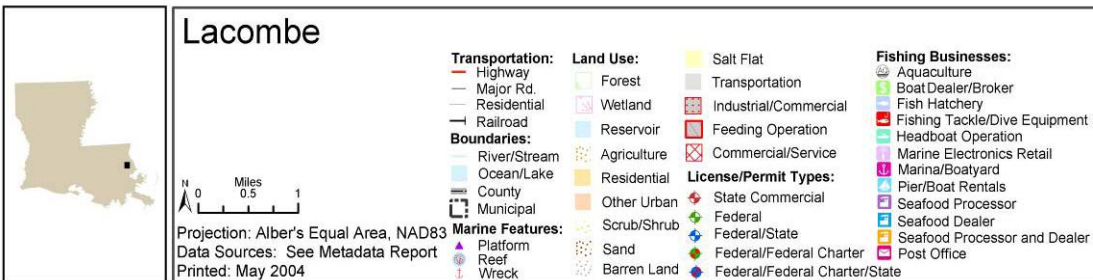 Lacombe
N
Miles
0 0.5 1
Projection: Alber's Equal Area, NAD83
Data Sources: See Metadata Report
Printed: May 2004
Transportation:
Highway
Major Rd.
Residential
Railroad
Boundaries:
River/Stream
Ocean/Lake
County
Municipal
Marine Features:
Platform
Reef
Wreck
Land Use:
Forest
Wetland
Reservoir
Agriculture
Residential
Other Urban
Scrub/Shrub
Sand
Barren Land
Salt Flat
Transportation
Industrial/Commercial
Feeding Operation
Commercial/Service
License/Permit Types:
State Commercial
Federal
Federal/State
Federal/Federal Charter
Federal/Federal Charter/State
Fishing Businesses:
Aquaculture
Boat Dealer/Broker
Fish Hatchery
Fishing Tackle/Dive Equipment
Headboat Operation
Marine Electronics Retail
Marina/Boatyard
Pier/Boat Rentals
Seafood Processor
Seafood Dealer
Seafood Processor and Dealer
Post Office